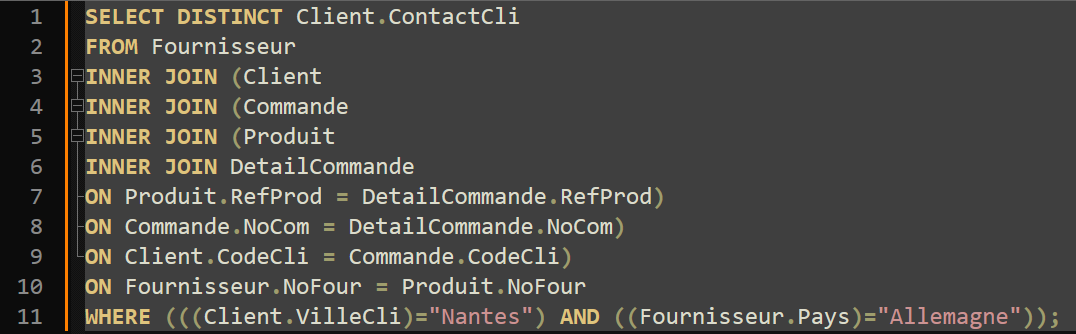 1 SELECT DISTINCT Client.ContactCli
2 FROM Fournisseur
3 INNER JOIN (Client
4 INNER JOIN (Commande
5 INNER JOIN (Produit
6 INNER JOIN DetailCommande
7 ON Produit.RefProd = DetailCommande.RefProd)
8 ON Commande.NoCom = DetailCommande.NoCom)
9 ON Client.CodeCli = Commande.CodeCli)
10 ON Fournisseur.NoFour = Produit.NoFour
11 WHERE (((Client.VilleCli)="Nantes") AND ((Fournisseur.Pays)="Allemagne"));